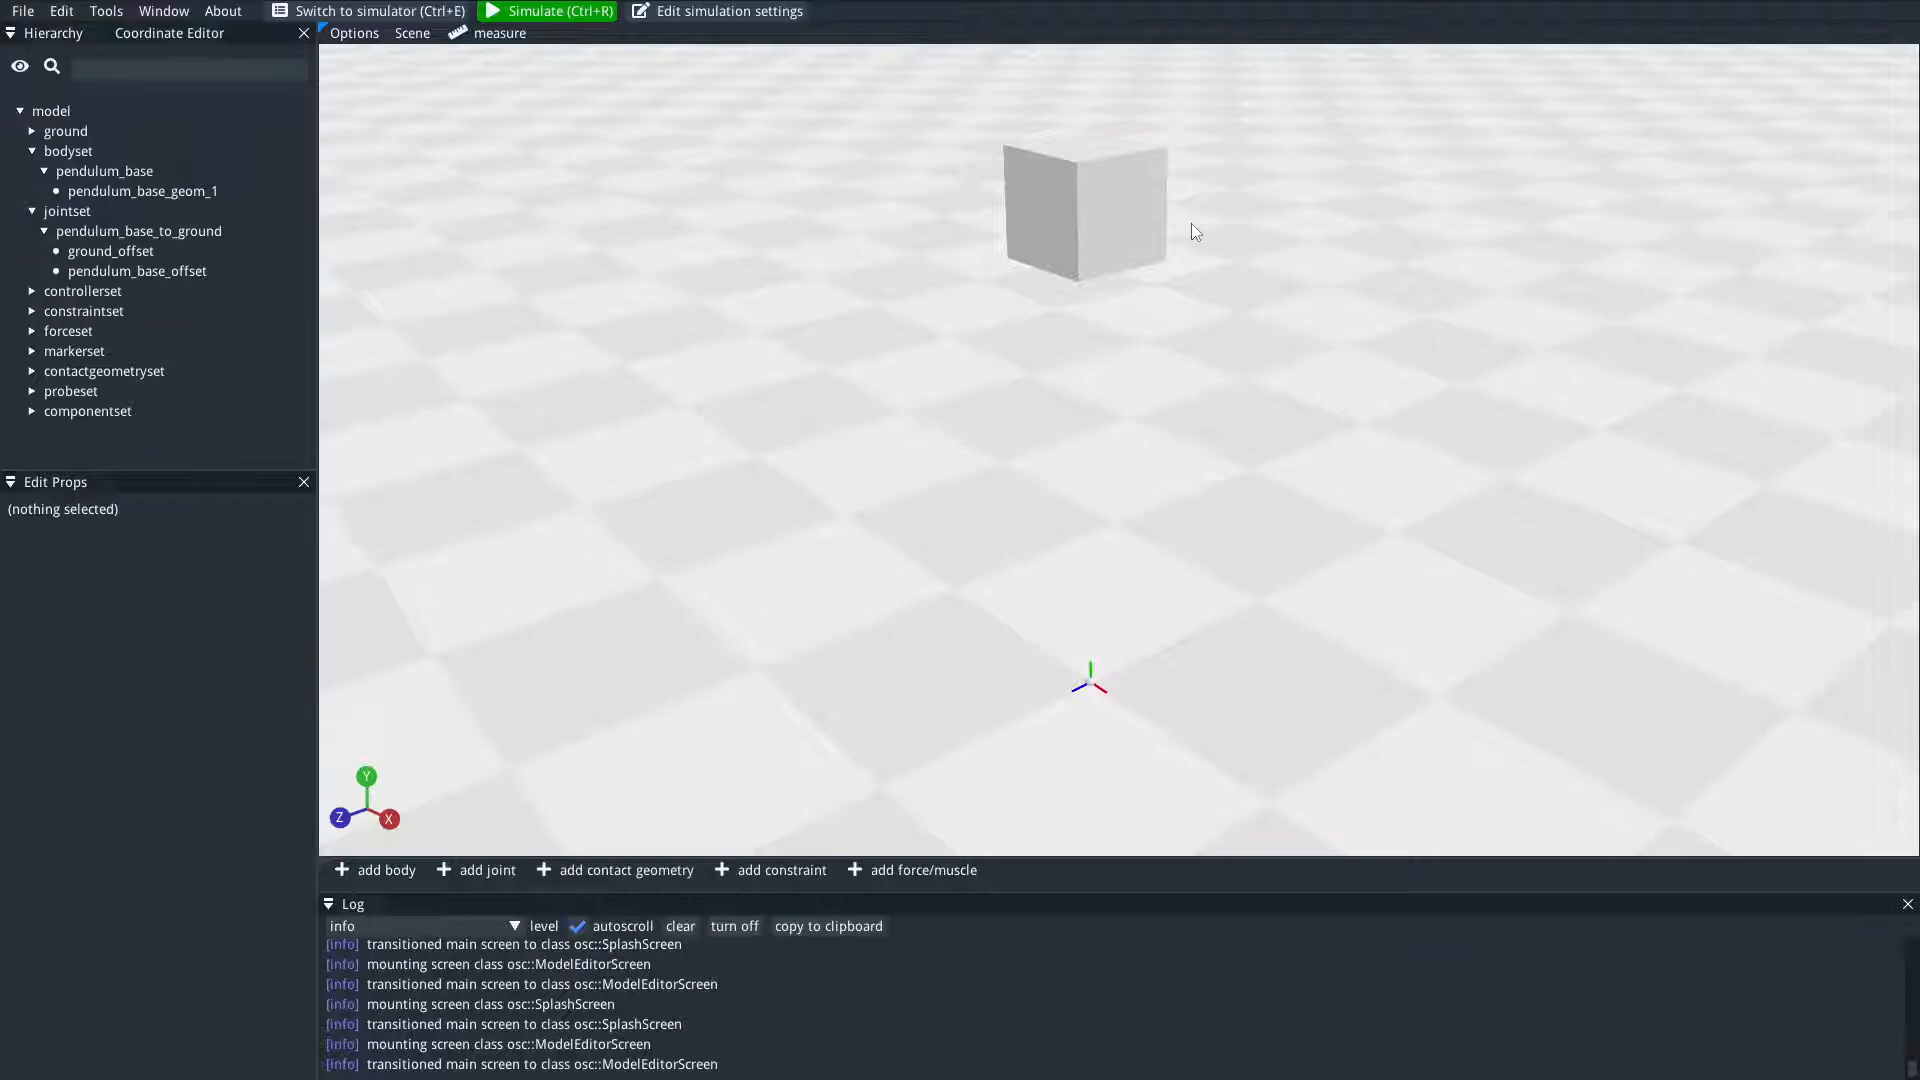 File Edit Tools Window About Switch to simulator (Ctrl+E) Simulate (Ctrl+R) Edit simulation settings
Hierarchy Coordinate Editor
Options Scene measure
model
ground
bodyset
pendulum_base
pendulum_base_geom_1
jointset
pendulum_base_to_ground
ground_offset
pendulum_base_offset
controllerset
constraintset
forceset
markerset
contactgeometryset
probeset
componentset
Edit Props
(nothing selected)
Y
Z X
add body add joint add contact geometry add constraint add force/muscle
Log
info level autoscroll clear turn off copy to clipboard
[info] transitioned main screen to class osc::SplashScreen
[info] mounting screen class osc::ModelEditorScreen
[info] transitioned main screen to class osc::ModelEditorScreen
[info] mounting screen class osc::SplashScreen
[info] transitioned main screen to class osc::SplashScreen
[info] mounting screen class osc::ModelEditorScreen
[info] transitioned main screen to class osc::ModelEditorScreen